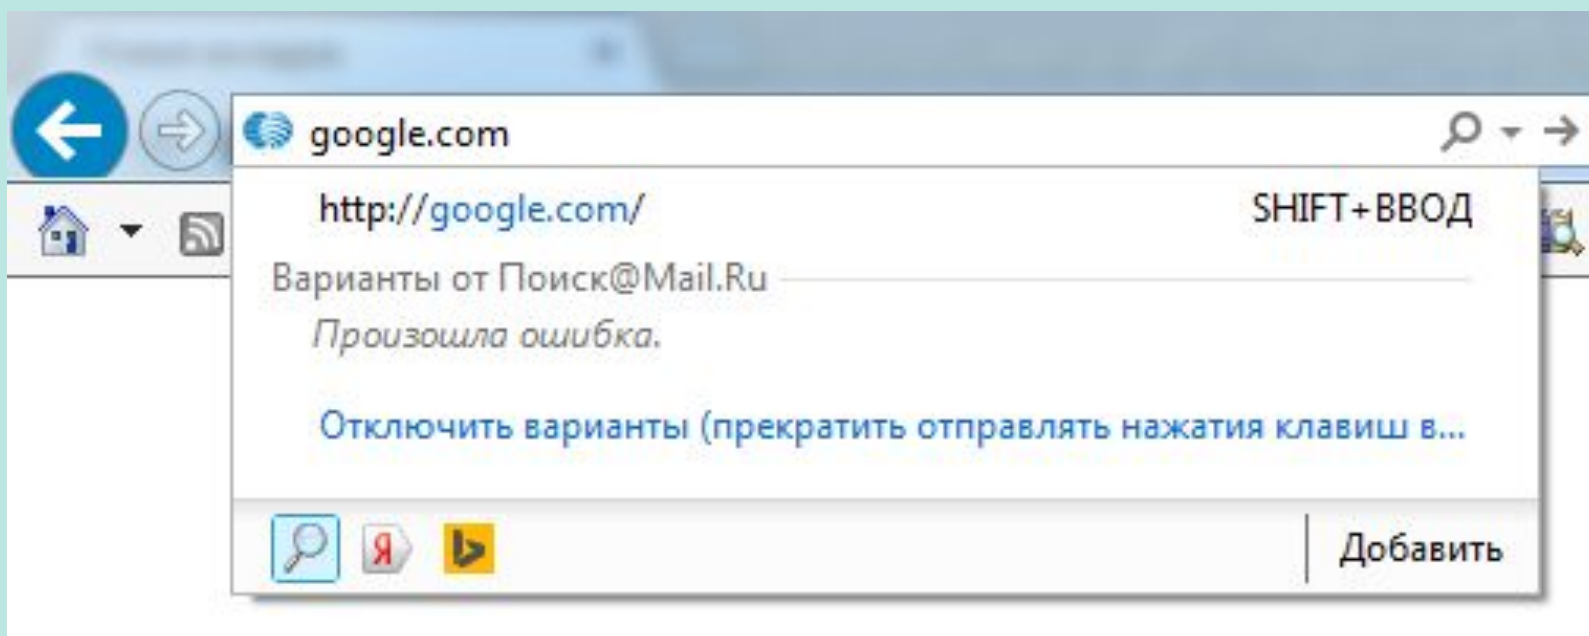 google.com
http://google.com/ SHIFT+ВВОД
Варианты от Поиск@Mail.Ru
Произошла ошибка.
Отключить варианты (прекратить отправлять нажатия клавиш в...
Я
Добавить